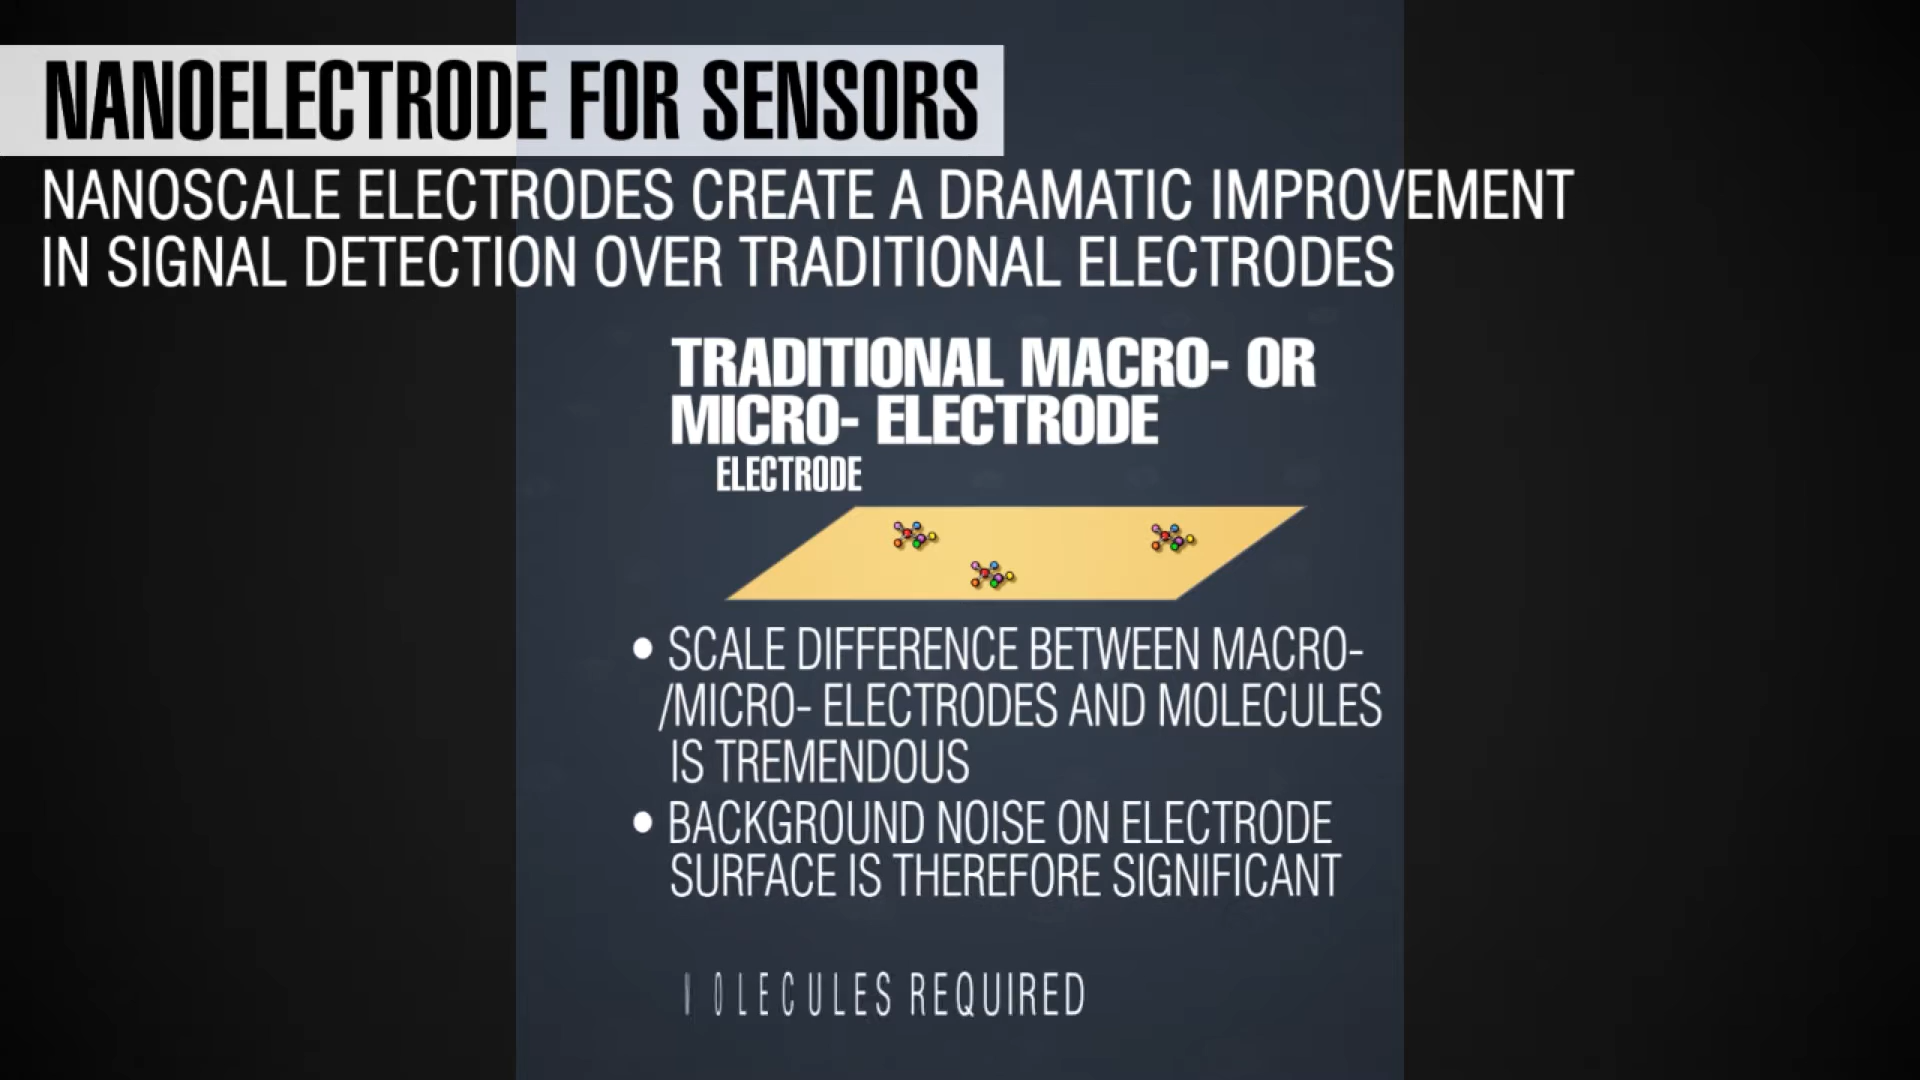 NANOELECTRODE FOR SENSORS
NANOSCALE ELECTRODES CREATE A DRAMATIC IMPROVEMENT
IN SIGNAL DETECTION OVER TRADITIONAL ELECTRODES
TRADITIONAL MACRO- OR
MICRO- ELECTRODE
ELECTRODE
• SCALE DIFFERENCE BETWEEN MACRO-
/MICRO- ELECTRODES AND MOLECULES
IS TREMENDOUS
• BACKGROUND NOISE ON ELECTRODE
SURFACE IS THEREFORE SIGNIFICANT
MOLECULES REQUIRED